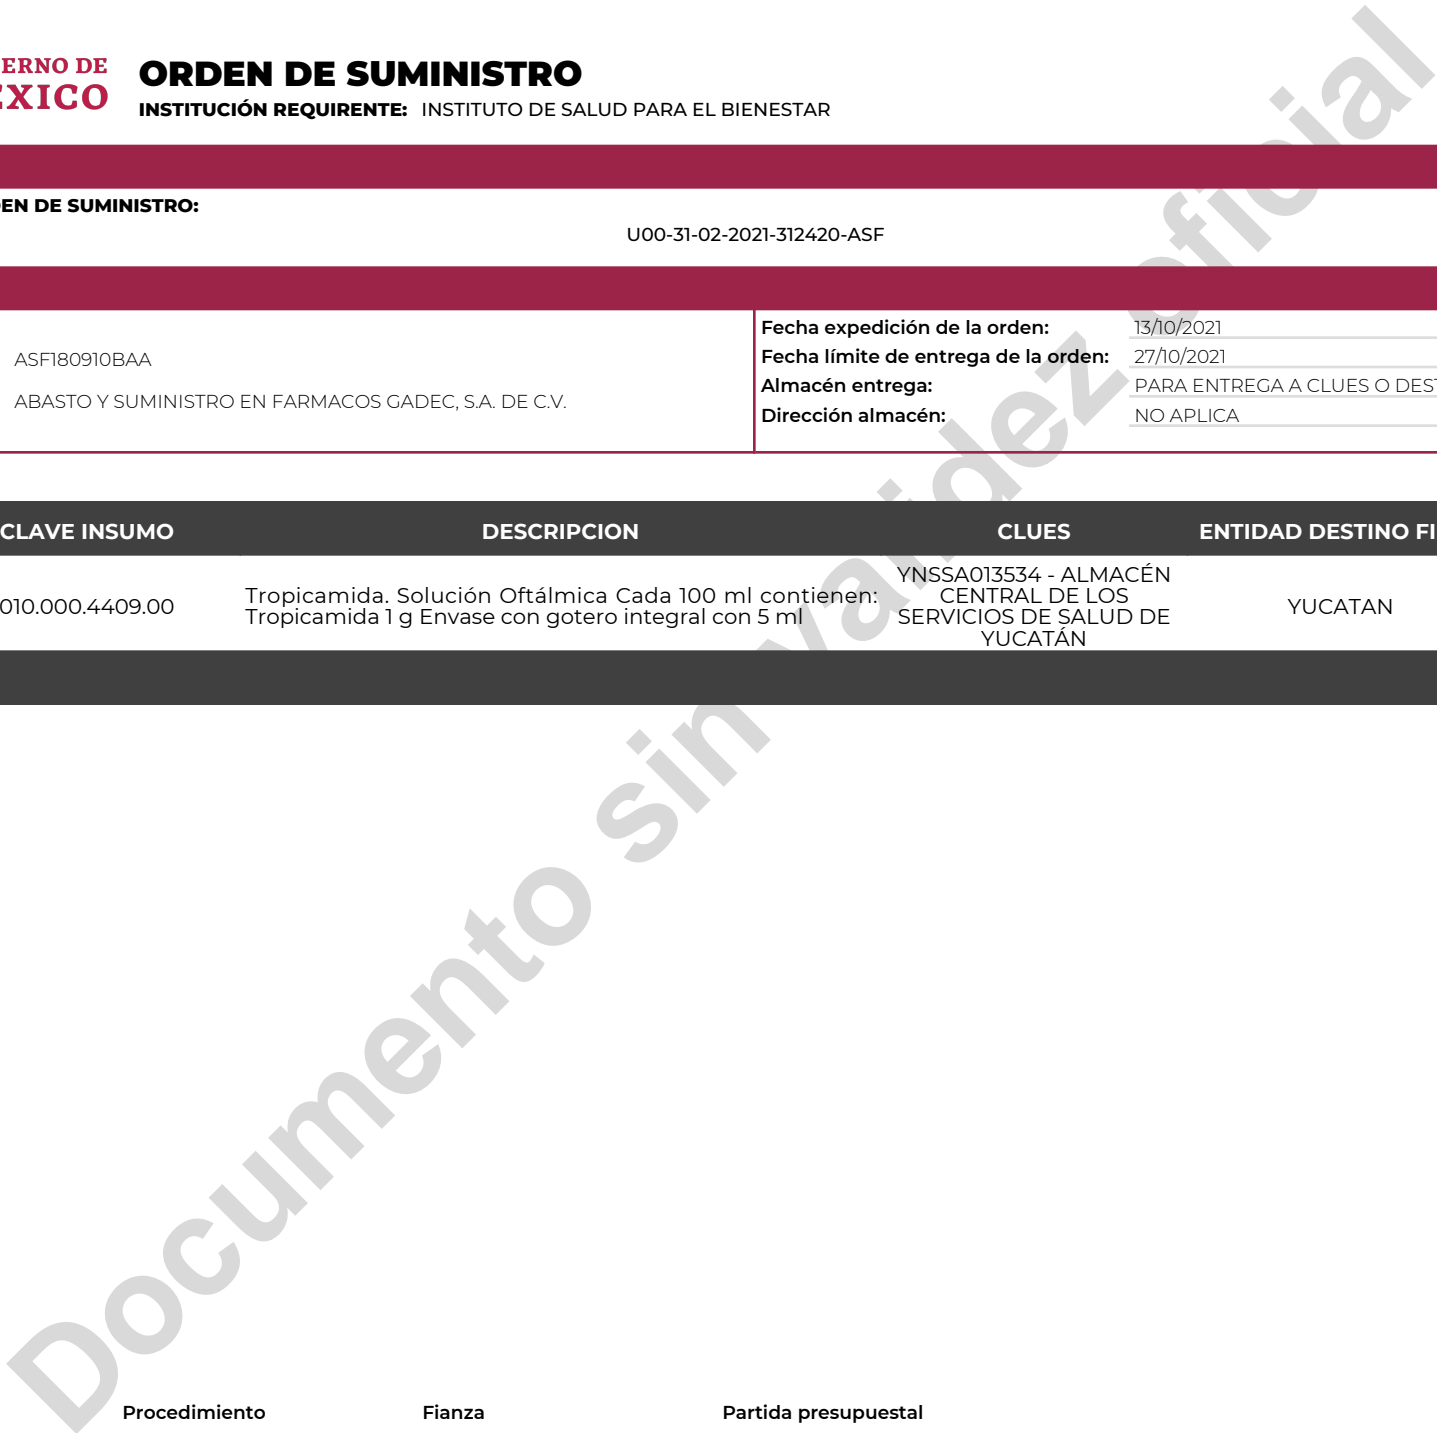 ERNO DE
EXICO
ORDEN DE SUMINISTRO
INSTITUCIÓN REQUIRENTE: INSTITUTO DE SALUD PARA EL BIENESTAR
EN DE SUMINISTRO:
U00-31-02-2021-312420-ASF
ASF180910BAA
ABASTO Y SUMINISTRO EN FARMACOS GADEC, S.A. DE C.V.
Fecha expedición de la orden: 13/10/2021
Fecha límite de entrega de la orden: 27/10/2021
Almacén entrega: PARA ENTREGA A CLUES O DEST
Dirección almacén: NO APLICA
CLAVE INSUMO DESCRIPCION CLUES ENTIDAD DESTINO FI
010.000.4409.00
Tropicamida. Solución Oftálmica Cada 100 ml contienen:
Tropicamida 1 g Envase con gotero integral con 5 ml
YNSSA013534 - ALMACÉN
CENTRAL DE LOS
SERVICIOS DE SALUD DE
YUCATÁN
YUCATAN
Documento sin validez oficial
Procedimiento Fianza Partida presupuestal